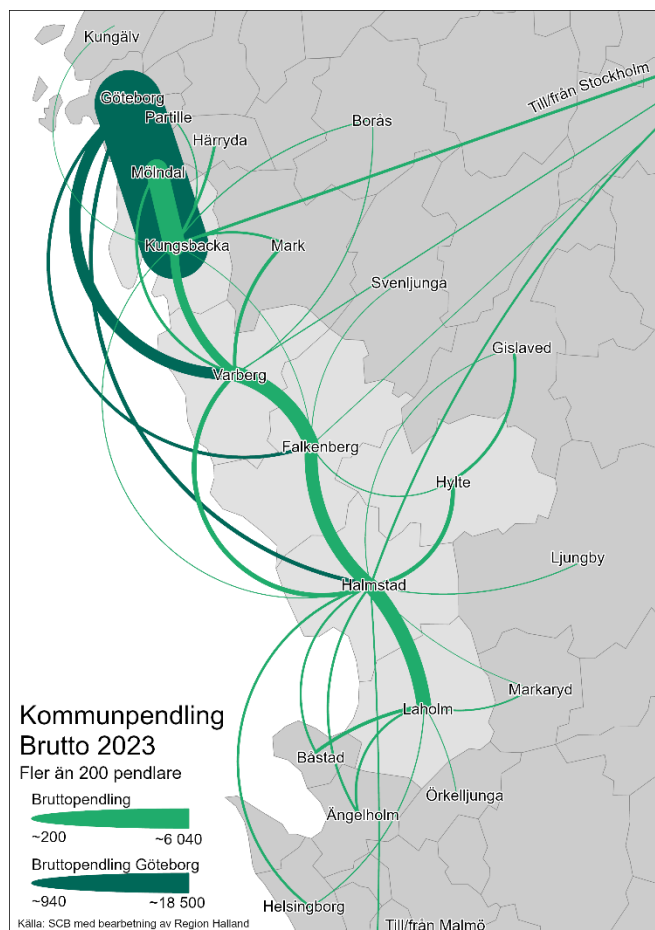 Kungälv
Till/från Stockholm
Göteborg
Partille
Borås
Härryda
Mölndal
Kungsbacka
Mark
Svenljunga
Gislaved
Varberg
Falkenberg
Hylte
Ljungby
Halmstad
Markaryd
Laholm
Kommunpendling
Brutto 2023
Fler än 200 pendlare
Båstad
Bruttopendling
~200
~6 040
Örkelljunga
Ängelholm
Bruttopendling Göteborg
~940
~18 500
Helsingborg
Källa: SCB med bearbetning av Region Halland
Till/från Malmö